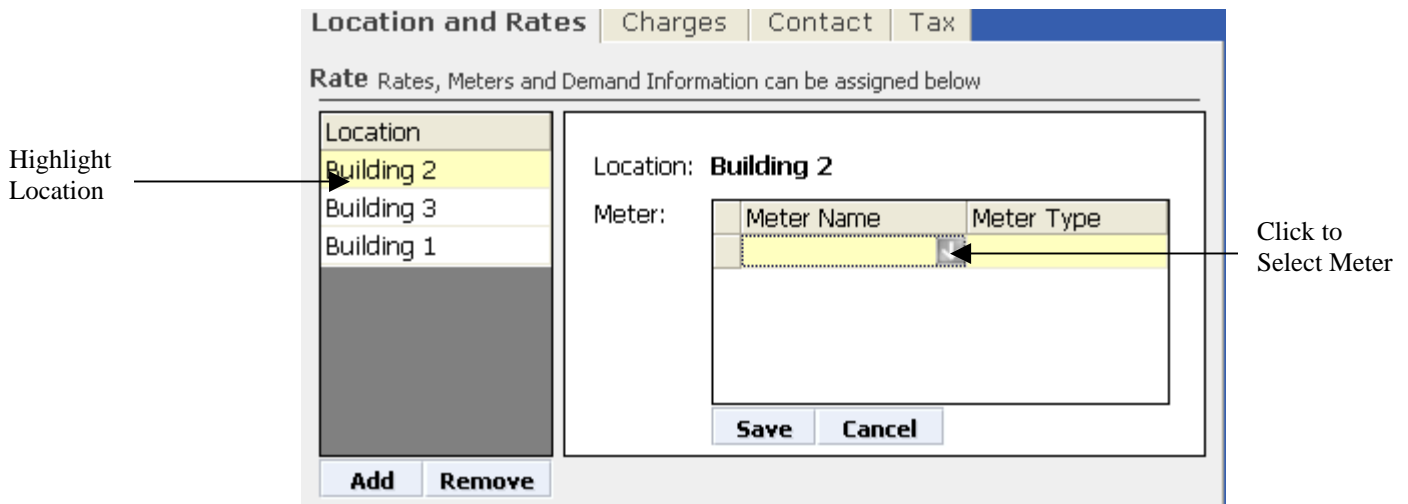 Location and Rates Charges Contact Tax
Rate Rates, Meters and Demand Information can be assigned below
Highlight
Location
Location
Building 2
Building 3
Building 1
Location: Building 2
Meter: Meter Name Meter Type
Click to
Select Meter
Save Cancel
Add Remove